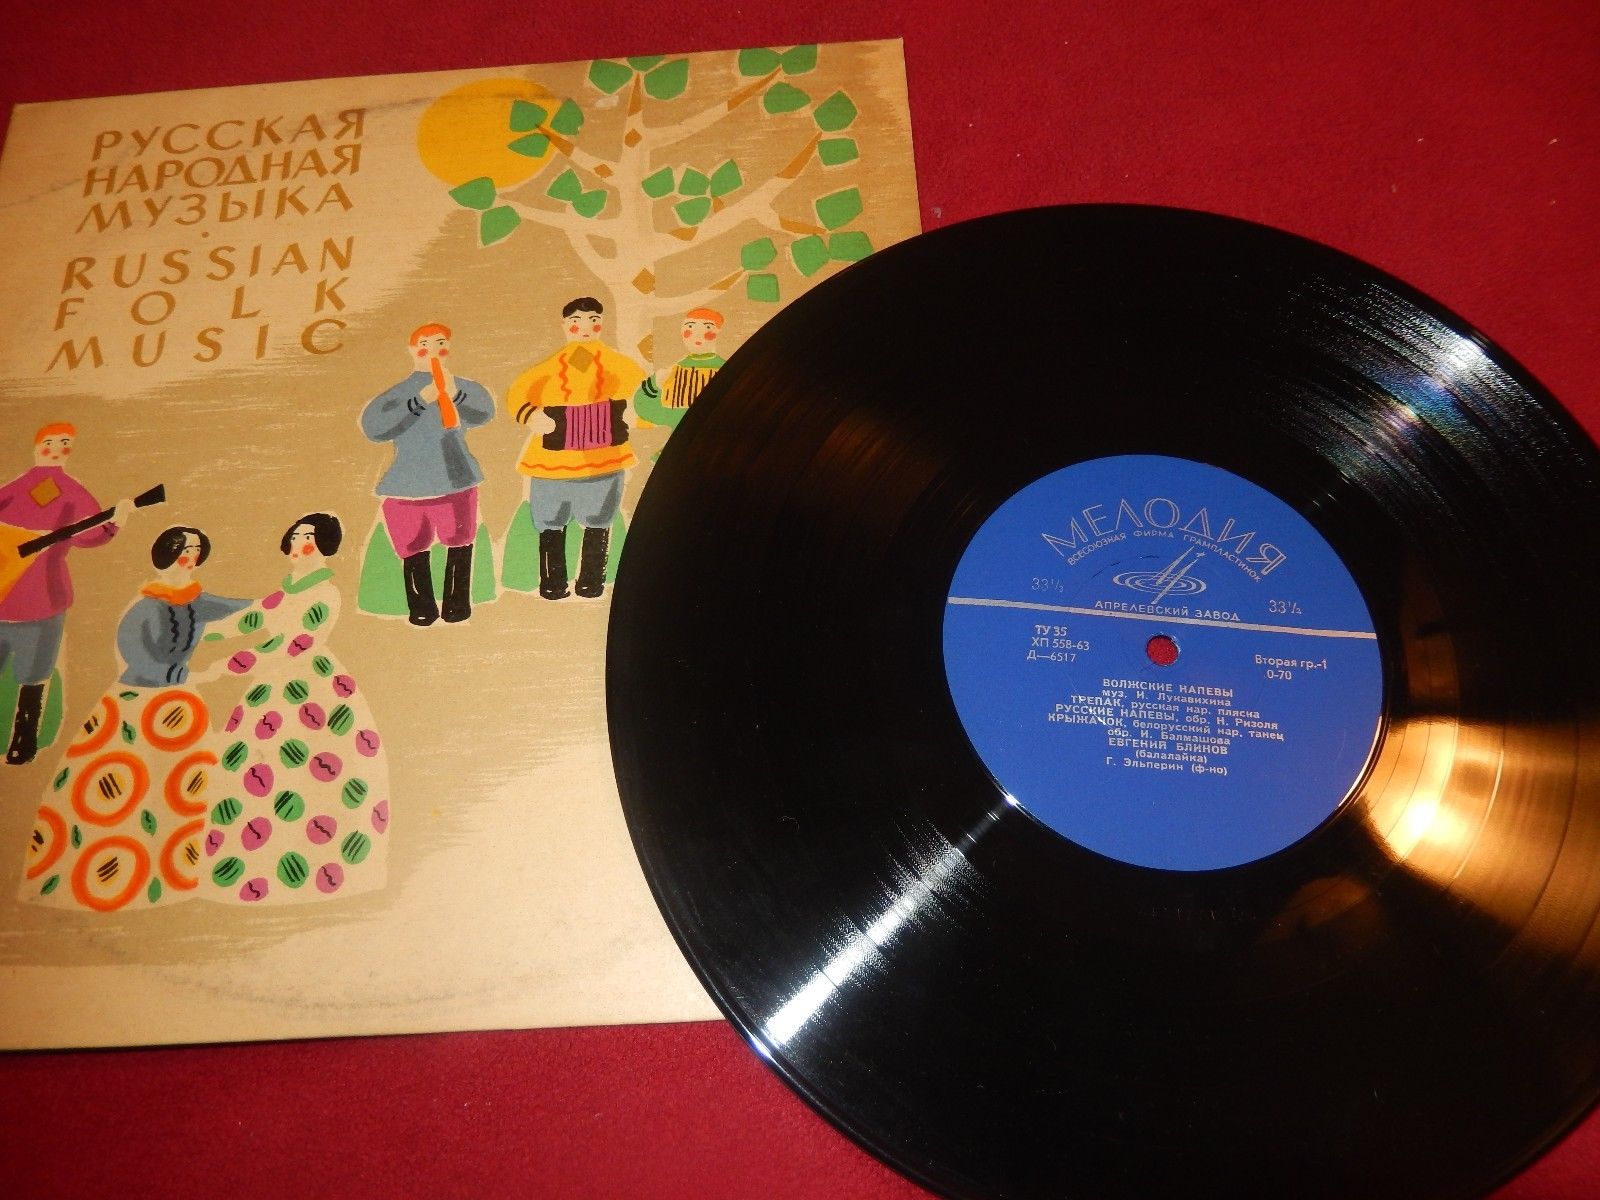 РУССКАЯ
НАРОДНАЯ
МУЗЫКА
·
RUSSIAN
FOLK
MUSIC
МЕЛОДИЯ
ВСЕСОЮЗНАЯ ФИРМА ГРАМПЛАСТИНОК
33⅓ 33⅓
АПРЕЛЕВСКИЙ ЗАВОД
ТУ 35
ХП 558-63
Д—6517
Вторая гр.-1
0-70
ВОЛЖСКИЕ НАПЕВЫ
муз. И. Лукавихина
ТРЕПАК, русская нар. пляска
РУССКИЕ НАПЕВЫ, обр. Н. Ризоля
КРЫЖАЧОК, белорусский нар. танец
обр. И. Балмашова
ЕВГЕНИЙ БЛИНОВ
(балалайка)
Г. Эльперин (ф-но)